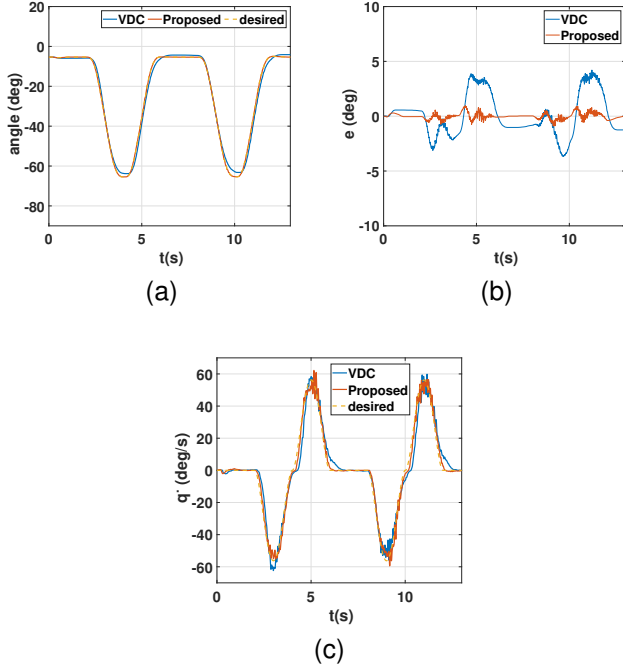 VDC Proposed desired
20
0
-20
-40
-60
-80
angle (deg)
0 5 10
t(s)
(a)
VDC
Proposed
10
5
0
-5
-10
e (deg)
0 5 10
t(s)
(b)
VDC
Proposed
desired
60
40
20
0
-20
-40
-60
q̇ (deg/s)
0 5 10
t(s)
(c)